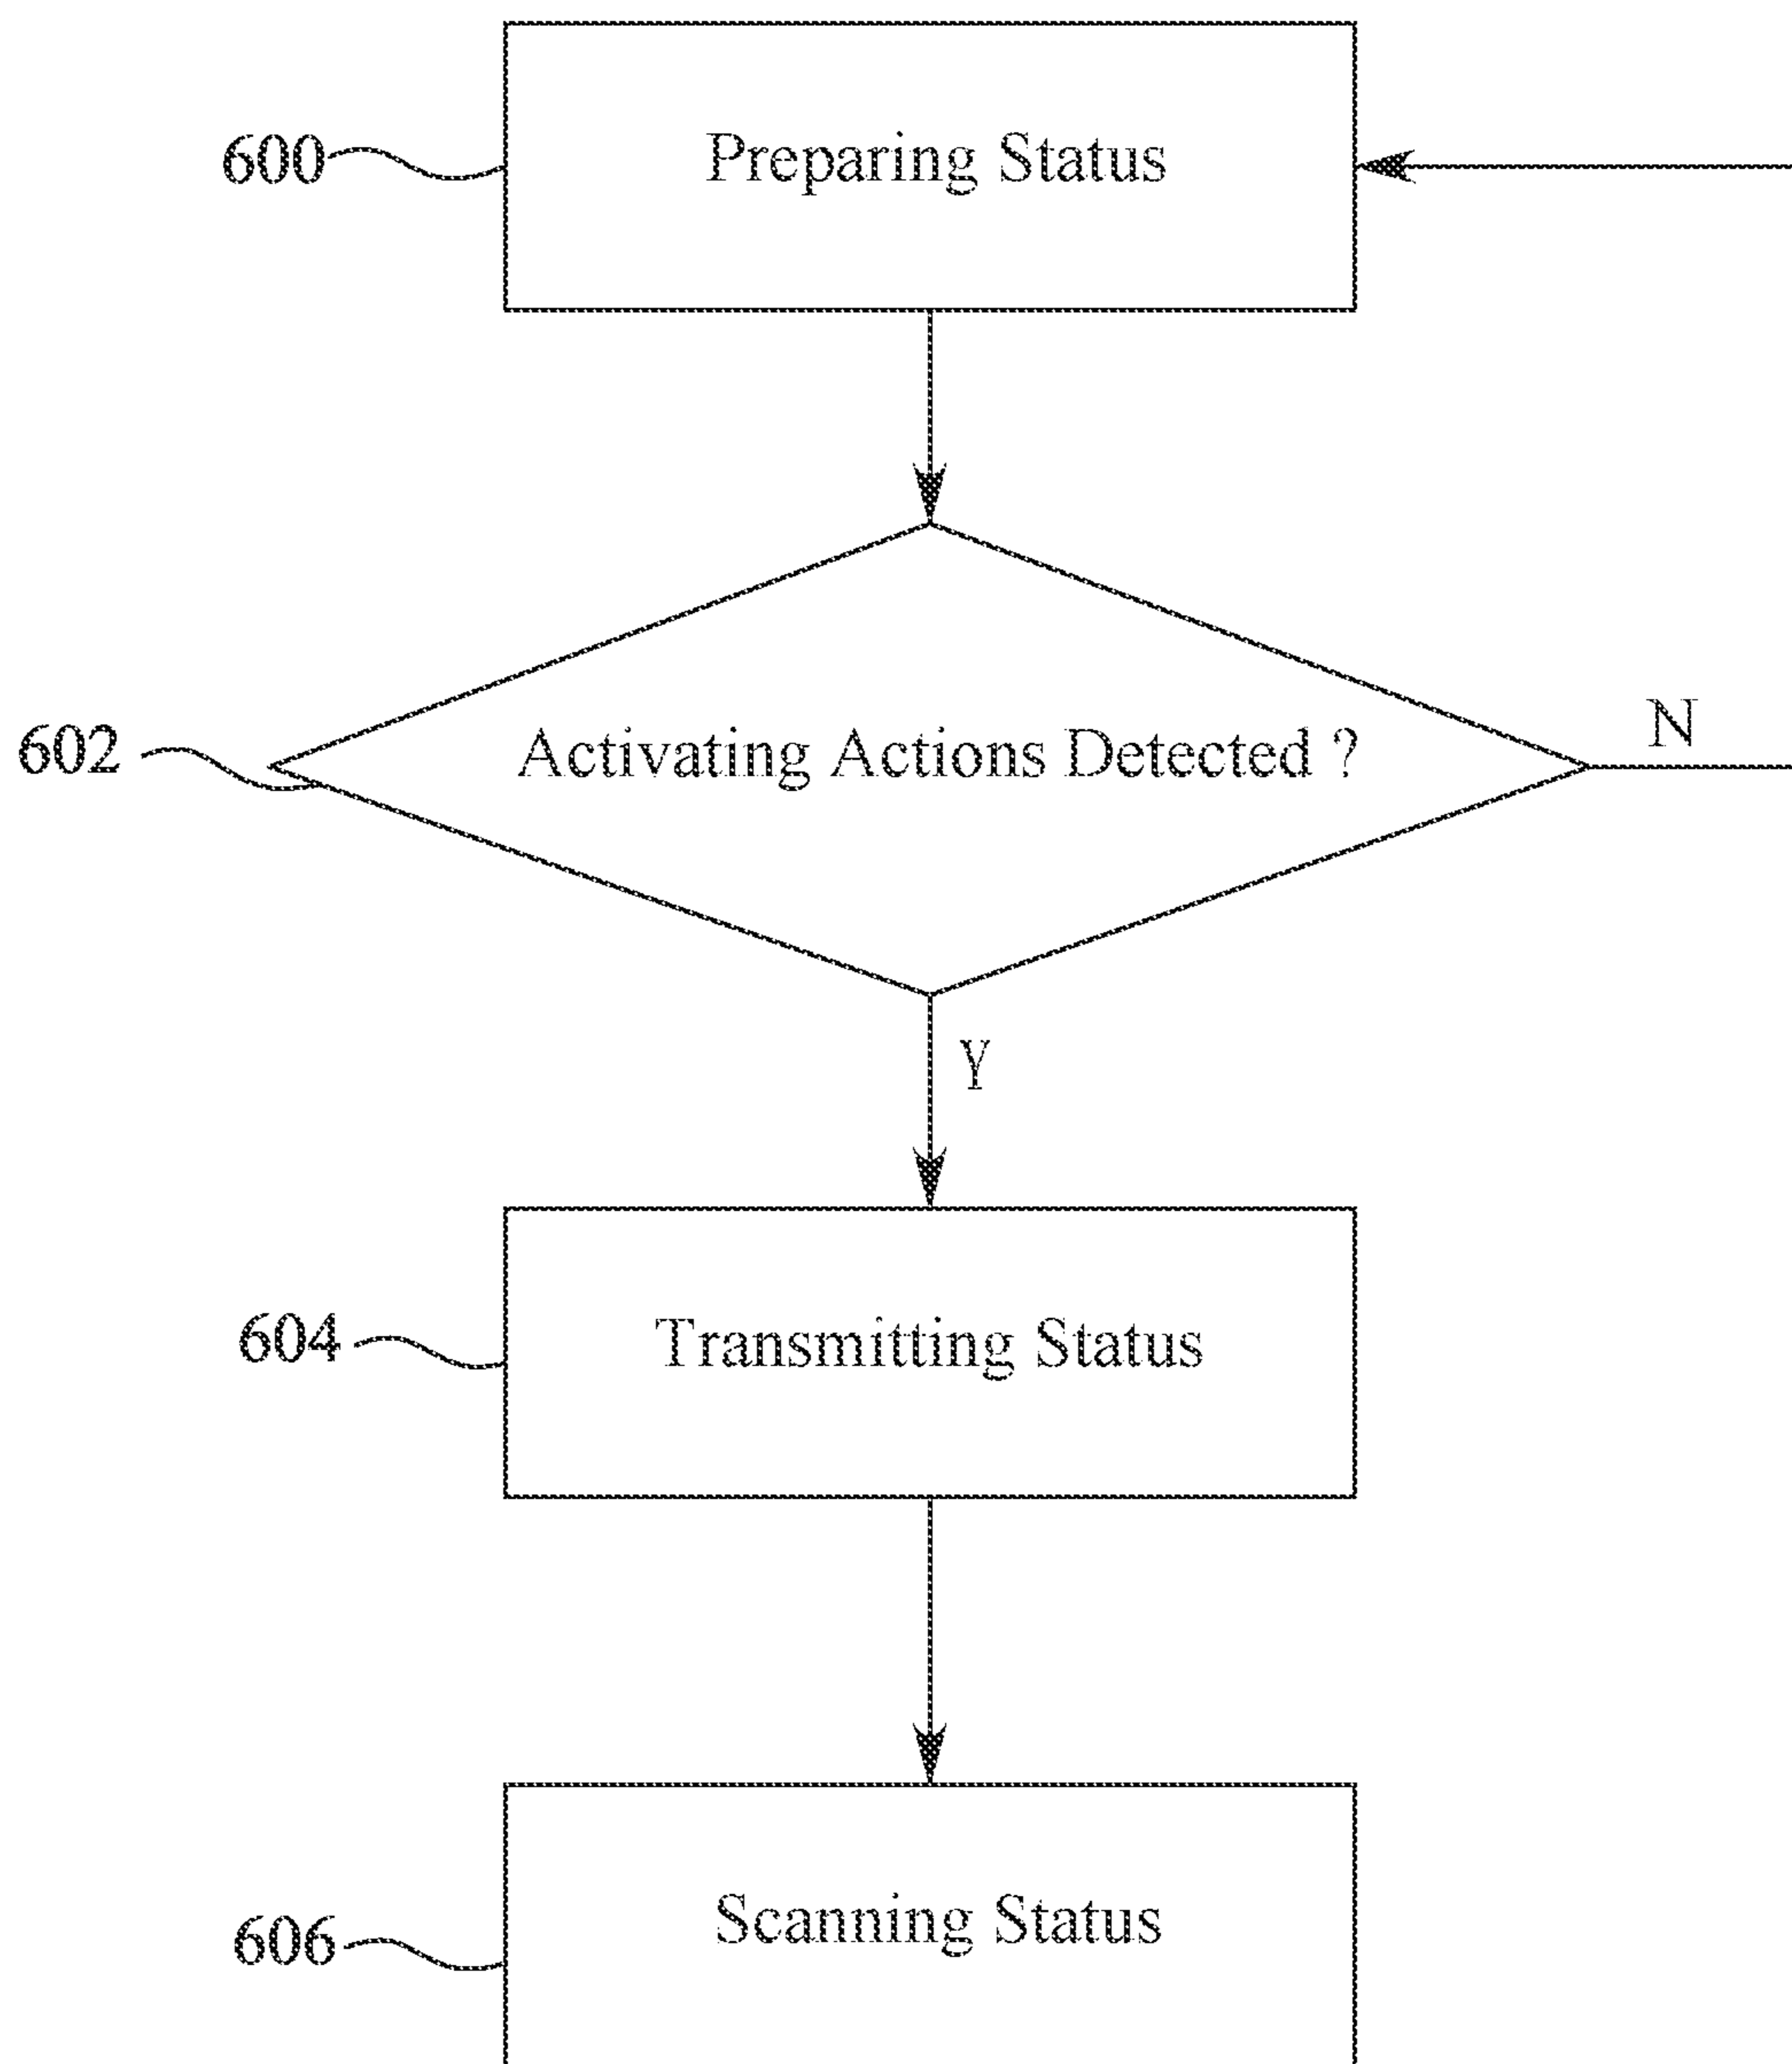 600
Preparing Status
602
Activating Actions Detected ?
N
Y
604
Transmitting Status
606
Scanning Status